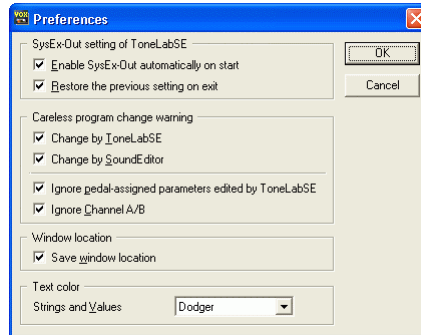 VOX
Preferences
SysEx-Out setting of ToneLabSE
Enable SysEx-Out automatically on start
Restore the previous setting on exit
OK
Cancel
Careless program change warning
Change by ToneLabSE
Change by SoundEditor
Ignore pedal-assigned parameters edited by ToneLabSE
Ignore Channel A/B
Window location
Save window location
Text color
Strings and Values
Dodger